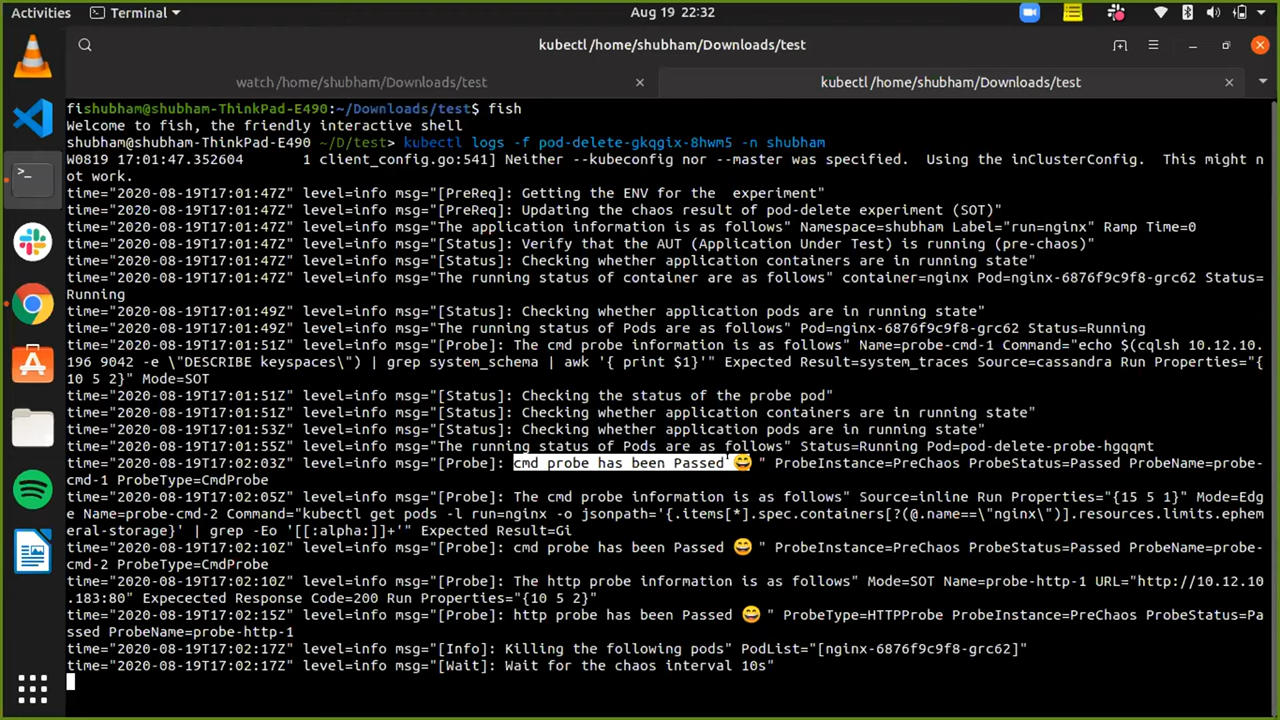 Activities Terminal Aug 19 22:32
kubectl /home/shubham/Downloads/test
watch /home/shubham/Downloads/test kubectl /home/shubham/Downloads/test
fishubham@shubham-ThinkPad-E490:~/Downloads/test$ fish
Welcome to fish, the friendly interactive shell
shubham@shubham-ThinkPad-E490 ~/D/test> kubectl logs -f pod-delete-gkqgix-8hwm5 -n shubham
W0819 17:01:47.352604 1 client_config.go:541] Neither --kubeconfig nor --master was specified. Using the inClusterConfig. This might n
ot work.
time="2020-08-19T17:01:47Z" level=info msg="[PreReq]: Getting the ENV for the  experiment"
time="2020-08-19T17:01:47Z" level=info msg="[PreReq]: Updating the chaos result of pod-delete experiment (SOT)"
time="2020-08-19T17:01:47Z" level=info msg="The application information is as follows" Namespace=shubham Label="run=nginx" Ramp Time=0
time="2020-08-19T17:01:47Z" level=info msg="[Status]: Verify that the AUT (Application Under Test) is running (pre-chaos)"
time="2020-08-19T17:01:47Z" level=info msg="[Status]: Checking whether application containers are in running state"
time="2020-08-19T17:01:47Z" level=info msg="The running status of container are as follows" container=nginx Pod=nginx-6876f9c9f8-grc62 Status=
Running
time="2020-08-19T17:01:49Z" level=info msg="[Status]: Checking whether application pods are in running state"
time="2020-08-19T17:01:49Z" level=info msg="The running status of Pods are as follows" Pod=nginx-6876f9c9f8-grc62 Status=Running
time="2020-08-19T17:01:49Z" level=info msg="[Probe]: The cmd probe information is as follows" Name=probe-cmd-1 Command="echo $(cqlsh 10.12.10.
196 9042 -e \"DESCRIBE keyspaces\") | grep system_schema | awk '{ print $1}'" Expected Result=system_traces Source=cassandra Run Properties="{
10 5 2}" Mode=SOT
time="2020-08-19T17:01:51Z" level=info msg="[Status]: Checking the status of the probe pod"
time="2020-08-19T17:01:51Z" level=info msg="[Status]: Checking whether application containers are in running state"
time="2020-08-19T17:01:53Z" level=info msg="[Status]: Checking whether application pods are in running state"
time="2020-08-19T17:01:55Z" level=info msg="The running status of Pods are as follows" Status=Running Pod=pod-delete-probe-hgqqmt
time="2020-08-19T17:02:03Z" level=info msg="[Probe]: cmd probe has been Passed 😄 " ProbeInstance=PreChaos ProbeStatus=Passed ProbeName=probe-
cmd-1 ProbeType=CmdProbe
time="2020-08-19T17:02:05Z" level=info msg="[Probe]: The cmd probe information is as follows" Source=inline Run Properties="{15 5 1}" Mode=Edg
e Name=probe-cmd-2 Command="kubectl get pods -l run=nginx -o jsonpath='{.items[*].spec.containers[?(@.name==\"nginx\")].resources.limits.ephem
eral-storage}' | grep -Eo '[[:alpha:]]+'" Expected Result=Gi
time="2020-08-19T17:02:10Z" level=info msg="[Probe]: cmd probe has been Passed 😄 " ProbeInstance=PreChaos ProbeStatus=Passed ProbeName=probe-
cmd-2 ProbeType=CmdProbe
time="2020-08-19T17:02:10Z" level=info msg="[Probe]: The http probe information is as follows" Mode=SOT Name=probe-http-1 URL="http://10.12.10
.183:80" Expecected Response Code=200 Run Properties="{10 5 2}"
time="2020-08-19T17:02:15Z" level=info msg="[Probe]: http probe has been Passed 😄 " ProbeType=HTTPProbe ProbeInstance=PreChaos ProbeStatus=Pa
ssed ProbeName=probe-http-1
time="2020-08-19T17:02:17Z" level=info msg="[Info]: Killing the following pods" PodList="[nginx-6876f9c9f8-grc62]"
time="2020-08-19T17:02:17Z" level=info msg="[Wait]: Wait for the chaos interval 10s"